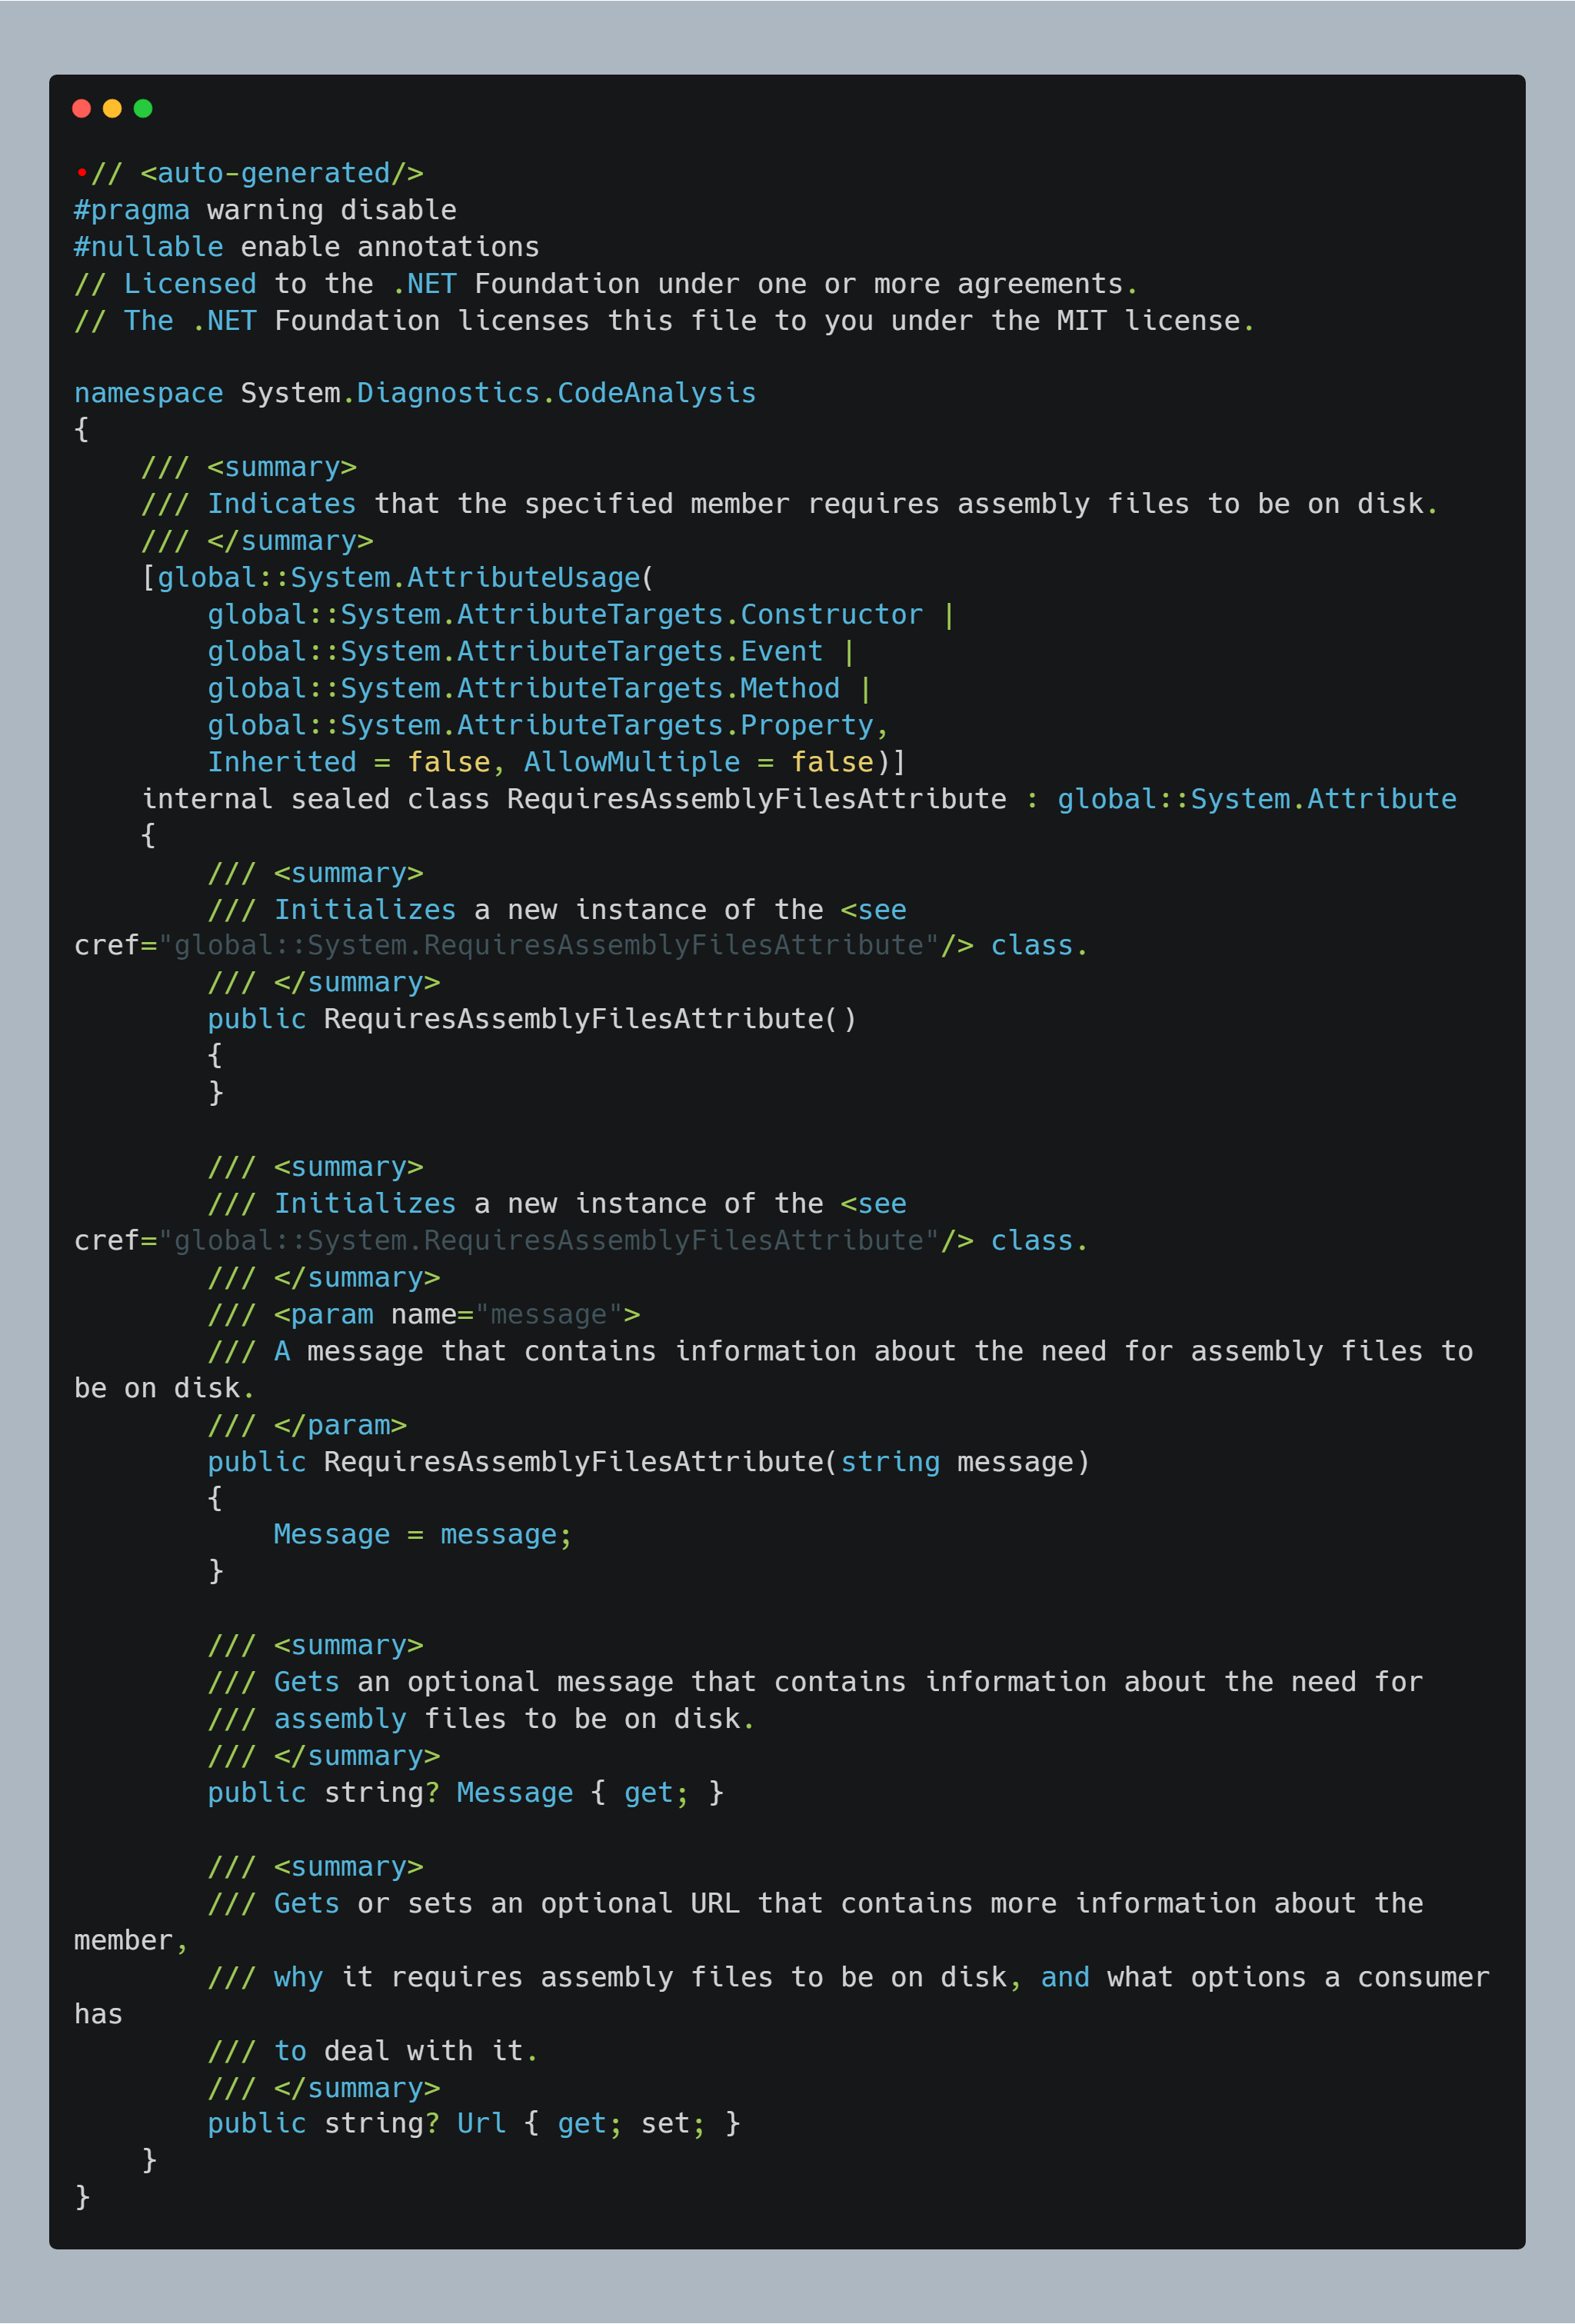 •// <auto-generated/>
#pragma warning disable
#nullable enable annotations
// Licensed to the .NET Foundation under one or more agreements.
// The .NET Foundation licenses this file to you under the MIT license.

namespace System.Diagnostics.CodeAnalysis
{
    /// <summary>
    /// Indicates that the specified member requires assembly files to be on disk.
    /// </summary>
    [global::System.AttributeUsage(
        global::System.AttributeTargets.Constructor |
        global::System.AttributeTargets.Event |
        global::System.AttributeTargets.Method |
        global::System.AttributeTargets.Property,
        Inherited = false, AllowMultiple = false)]
    internal sealed class RequiresAssemblyFilesAttribute : global::System.Attribute
    {
        /// <summary>
        /// Initializes a new instance of the <see
cref="global::System.RequiresAssemblyFilesAttribute"/> class.
        /// </summary>
        public RequiresAssemblyFilesAttribute()
        {
        }

        /// <summary>
        /// Initializes a new instance of the <see
cref="global::System.RequiresAssemblyFilesAttribute"/> class.
        /// </summary>
        /// <param name="message">
        /// A message that contains information about the need for assembly files to
be on disk.
        /// </param>
        public RequiresAssemblyFilesAttribute(string message)
        {
            Message = message;
        }

        /// <summary>
        /// Gets an optional message that contains information about the need for
        /// assembly files to be on disk.
        /// </summary>
        public string? Message { get; }

        /// <summary>
        /// Gets or sets an optional URL that contains more information about the
member,
        /// why it requires assembly files to be on disk, and what options a consumer
has
        /// to deal with it.
        /// </summary>
        public string? Url { get; set; }
    }
}